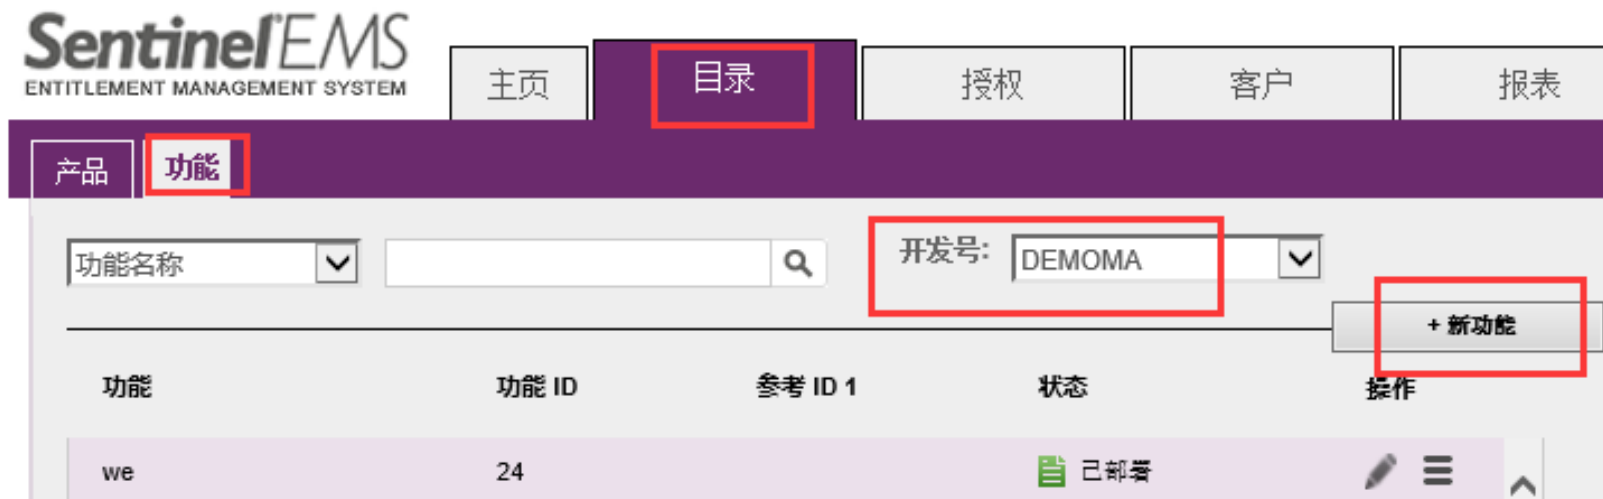 Sentinel EMS
ENTITLEMENT MANAGEMENT SYSTEM
主页 目录 授权 客户 报表
产品 功能
功能名称 开发号: DEMOMA
+ 新功能
功能 功能 ID 参考 ID 1 状态 操作
we 24 已部署